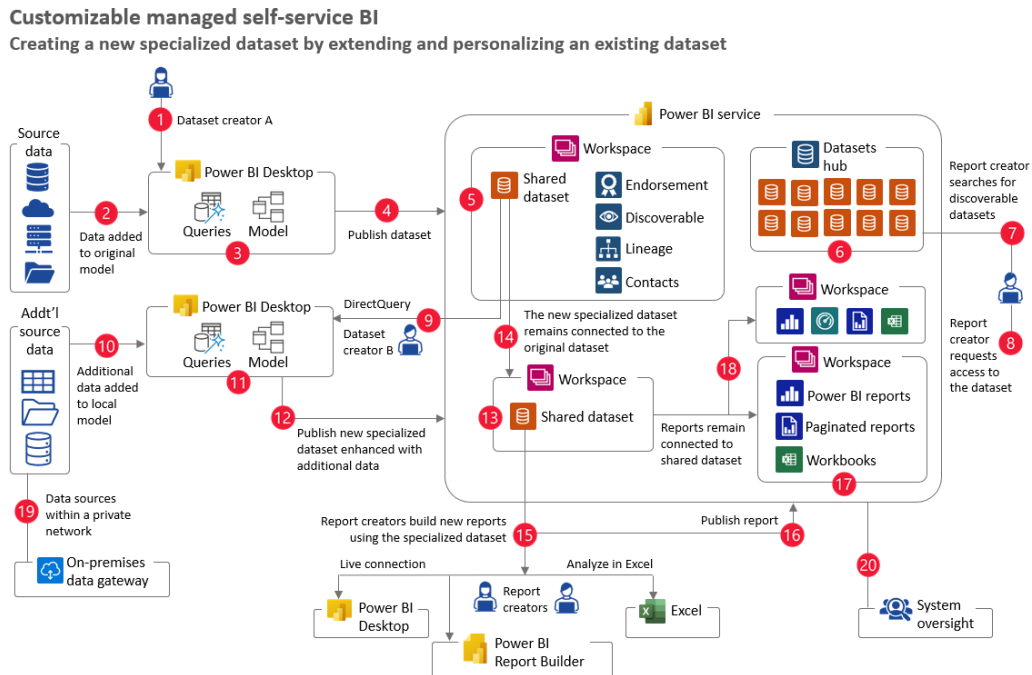 Customizable managed self-service BI
Creating a new specialized dataset by extending and personalizing an existing dataset
1
Dataset creator A
Source
data
Power BI Desktop
Queries
Model
3
2
Data added
to original
model
4
Publish dataset
Power BI service
Workspace
5
Shared
dataset
Endorsement
Discoverable
Lineage
Contacts
Datasets
hub
6
Report creator
searches for
discoverable
datasets
7
8
Report
creator
requests
access to
the dataset
Addt'l
source
data
10
Additional
data added
to local
model
Power BI Desktop
Queries
Model
11
DirectQuery
9
Dataset
creator B
12
Publish new specialized
dataset enhanced with
additional data
14
The new specialized dataset
remains connected to the
original dataset
Workspace
13
Shared dataset
18
Reports remain
connected to
shared dataset
Workspace
Workspace
Power BI reports
Paginated reports
Workbooks
17
19
Data sources
within a private
network
On-premises
data gateway
Report creators build new reports
using the specialized dataset
15
Publish report
16
Live connection
Analyze in Excel
Report
creators
Power BI
Desktop
Power BI
Report Builder
Excel
20
System
oversight